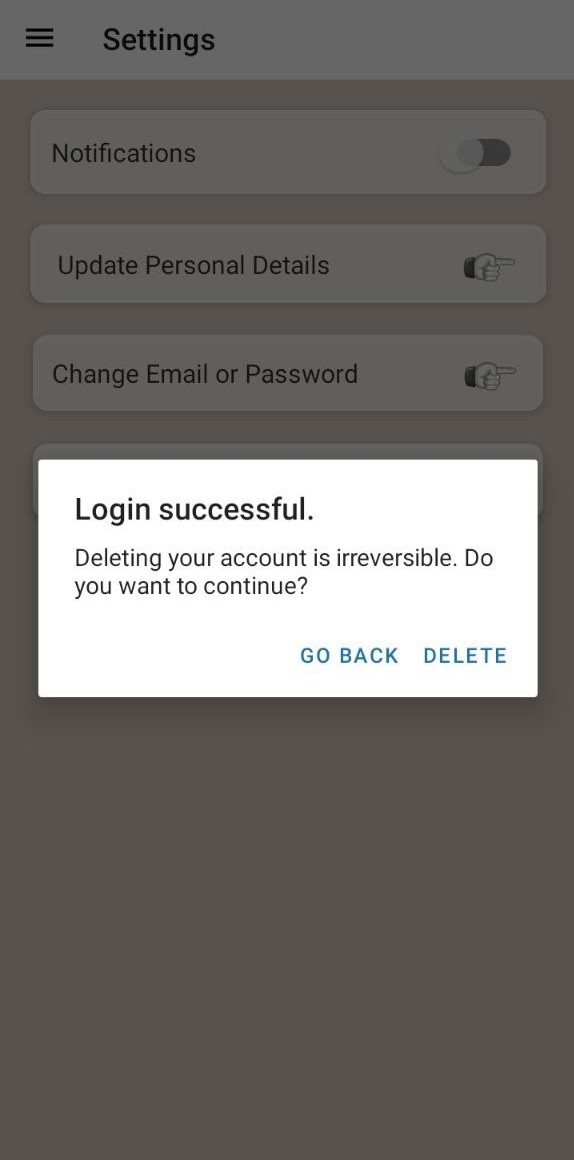 Settings
Notifications
Update Personal Details
Change Email or Password
Login successful.
Deleting your account is irreversible. Do
you want to continue?
GO BACK DELETE